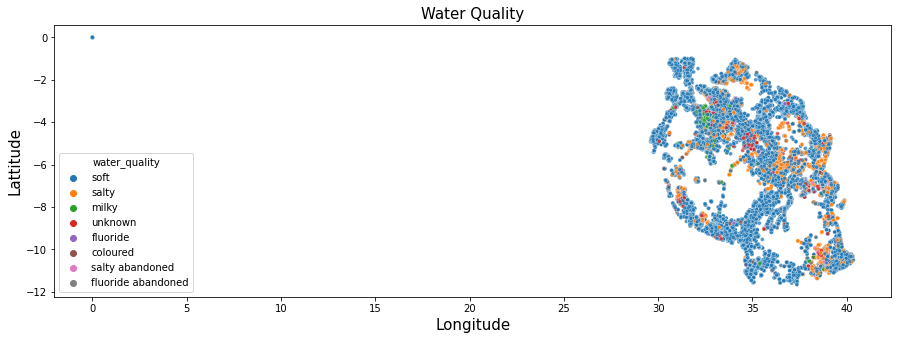 Water Quality
Lattitude
0
−2
−4
−6
−8
−10
−12
water_quality
soft
salty
milky
unknown
fluoride
coloured
salty abandoned
fluoride abandoned
0 5 10 15 20 25 30 35 40
Longitude